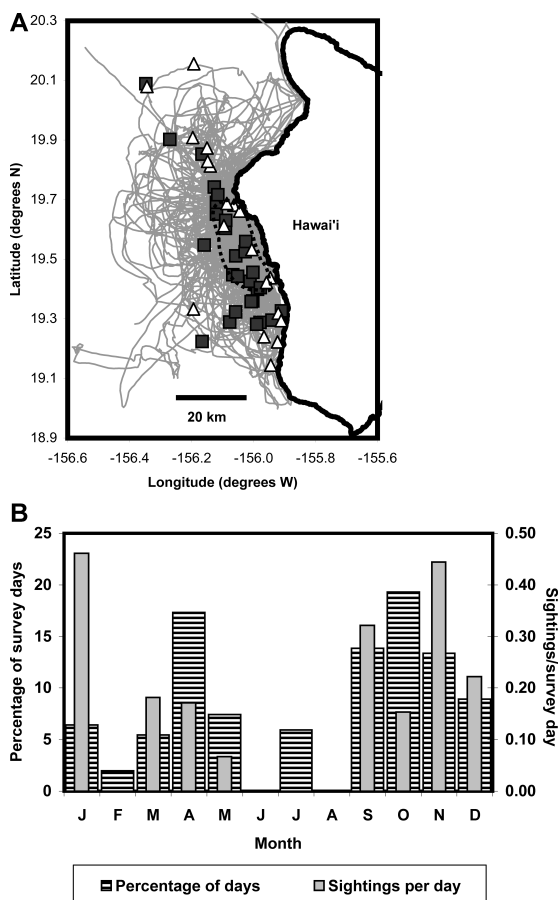 A
20.3
20.1
19.9
19.7
19.5
19.3
19.1
18.9
Latitude (degrees N)
Hawai'i
20 km
-156.6 -156.4 -156.2 -156.0 -155.8 -155.6
Longitude (degrees W)
B
25 0.50
20 0.40
15 0.30
10 0.20
5 0.10
0 0.00
Percentage of survey days
Sightings/survey day
J F M A M J J A S O N D
Month
Percentage of days Sightings per day